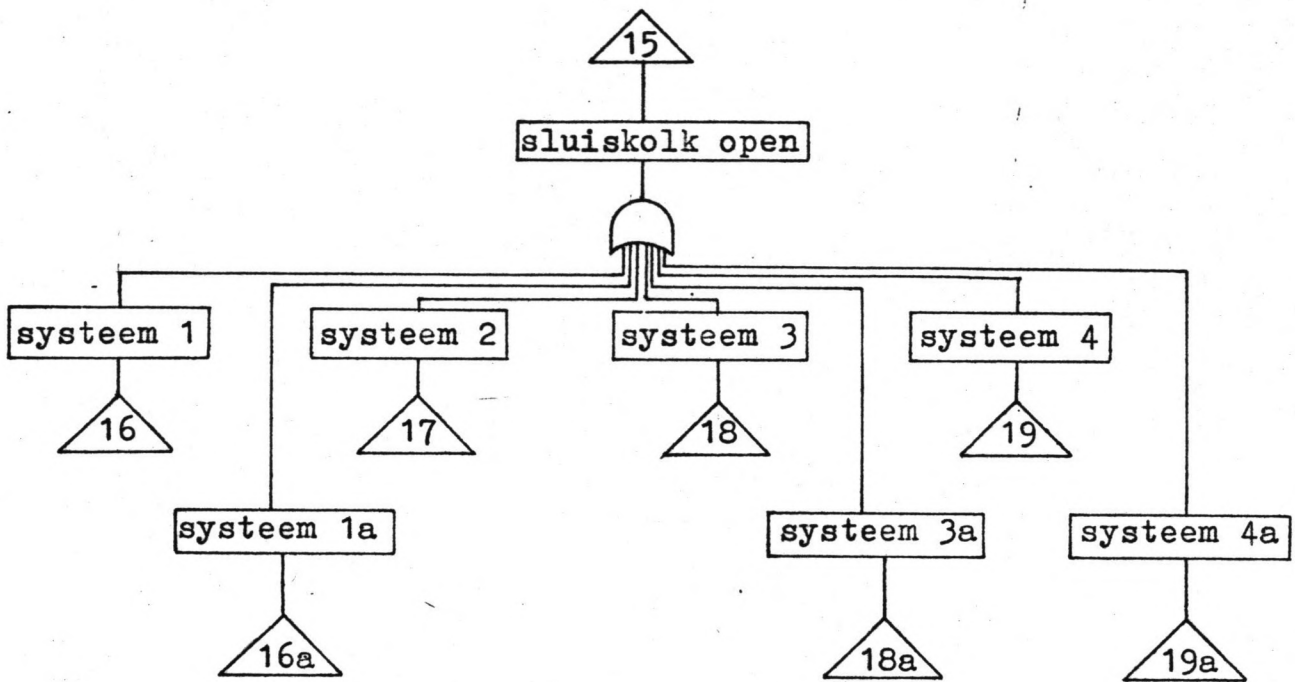 15
sluiskolk open
systeem 1
systeem 2
systeem 3
systeem 4
16
17
18
19
systeem 1a
systeem 3a
systeem 4a
16a
18a
19a